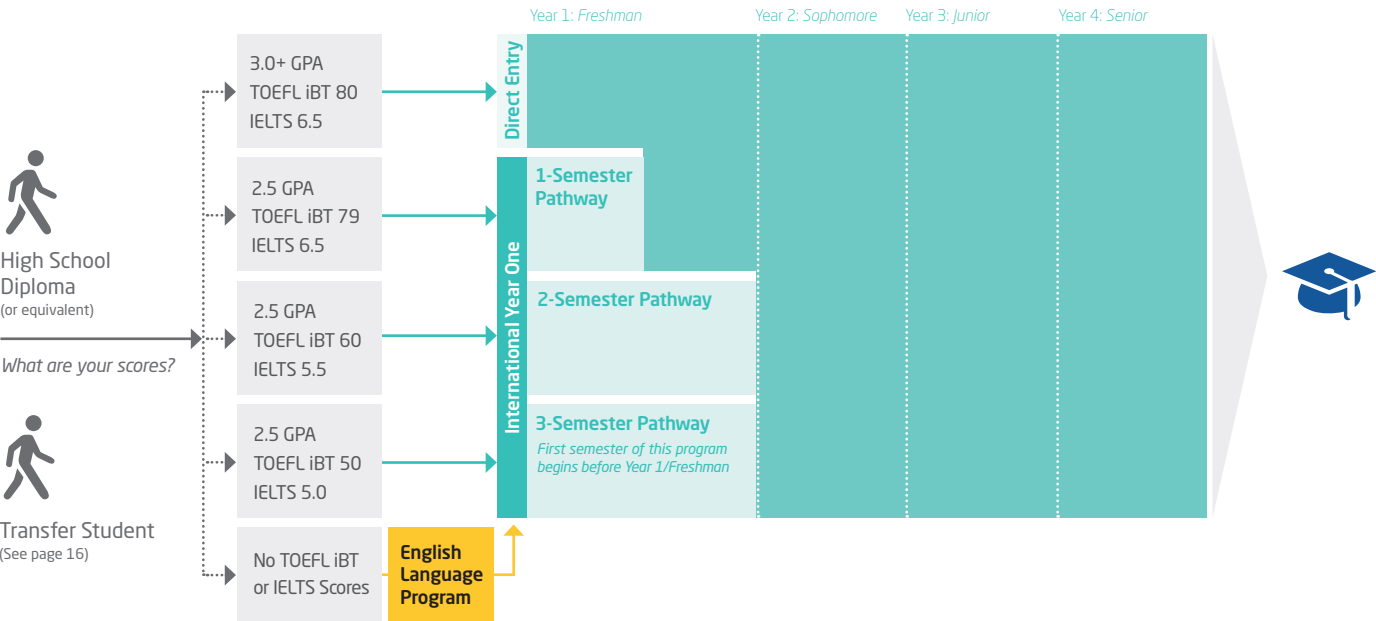 Year 1: Freshman
Year 2: Sophomore
Year 3: Junior
Year 4: Senior
High School
Diploma
(or equivalent)
What are your scores?
Transfer Student
(See page 16)
3.0+ GPA
TOEFL iBT 80
IELTS 6.5
2.5 GPA
TOEFL iBT 79
IELTS 6.5
2.5 GPA
TOEFL iBT 60
IELTS 5.5
2.5 GPA
TOEFL iBT 50
IELTS 5.0
No TOEFL iBT
or IELTS Scores
English
Language
Program
Direct Entry
International Year One
1-Semester
Pathway
2-Semester Pathway
3-Semester Pathway
First semester of this program
begins before Year 1/Freshman